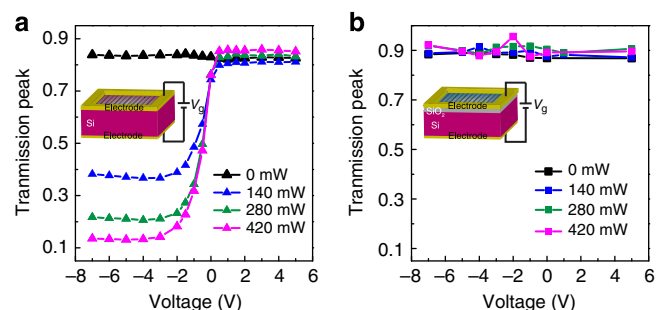 a
Tranmission peak
0.9
0.7
0.5
0.3
0.1
Electrode
Si
Electrode
Vg
0 mW
140 mW
280 mW
420 mW
–8 –6 –4 –2 0 2 4 6
Voltage (V)
b
Tranmission peak
0.9
0.7
0.5
0.3
0.1
Electrode
SiO2
Si
Electrode
Vg
0 mW
140 mW
280 mW
420 mW
–8 –6 –4 –2 0 2 4 6
Voltage (V)